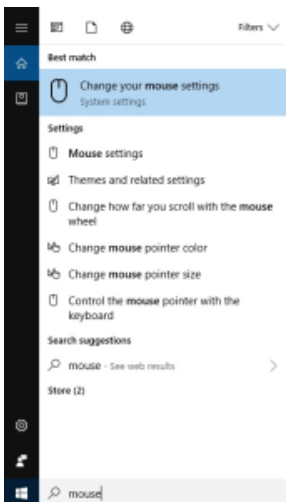 Filters
Best match
Change your mouse settings
System settings
Settings
Mouse settings
Themes and related settings
Change how far you scroll with the mouse
wheel
Change mouse pointer color
Change mouse pointer size
Control the mouse pointer with the
keyboard
Search suggestions
mouse - See web results
Store (2)
mouse